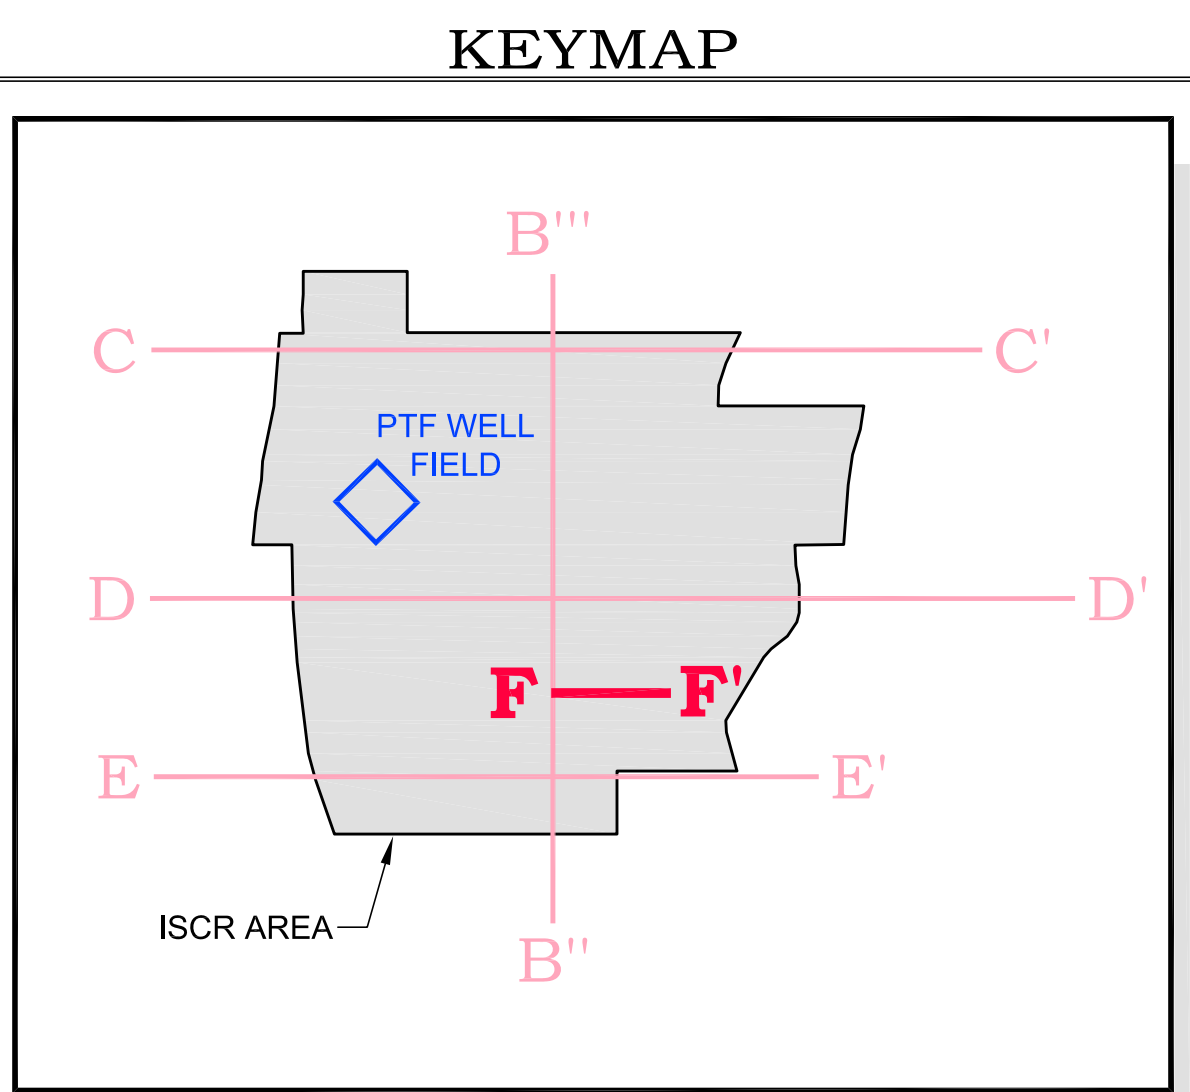 KEYMAP
B'''
C C'
PTF WELL
FIELD
D D'
F F'
E E'
ISCR AREA
B''